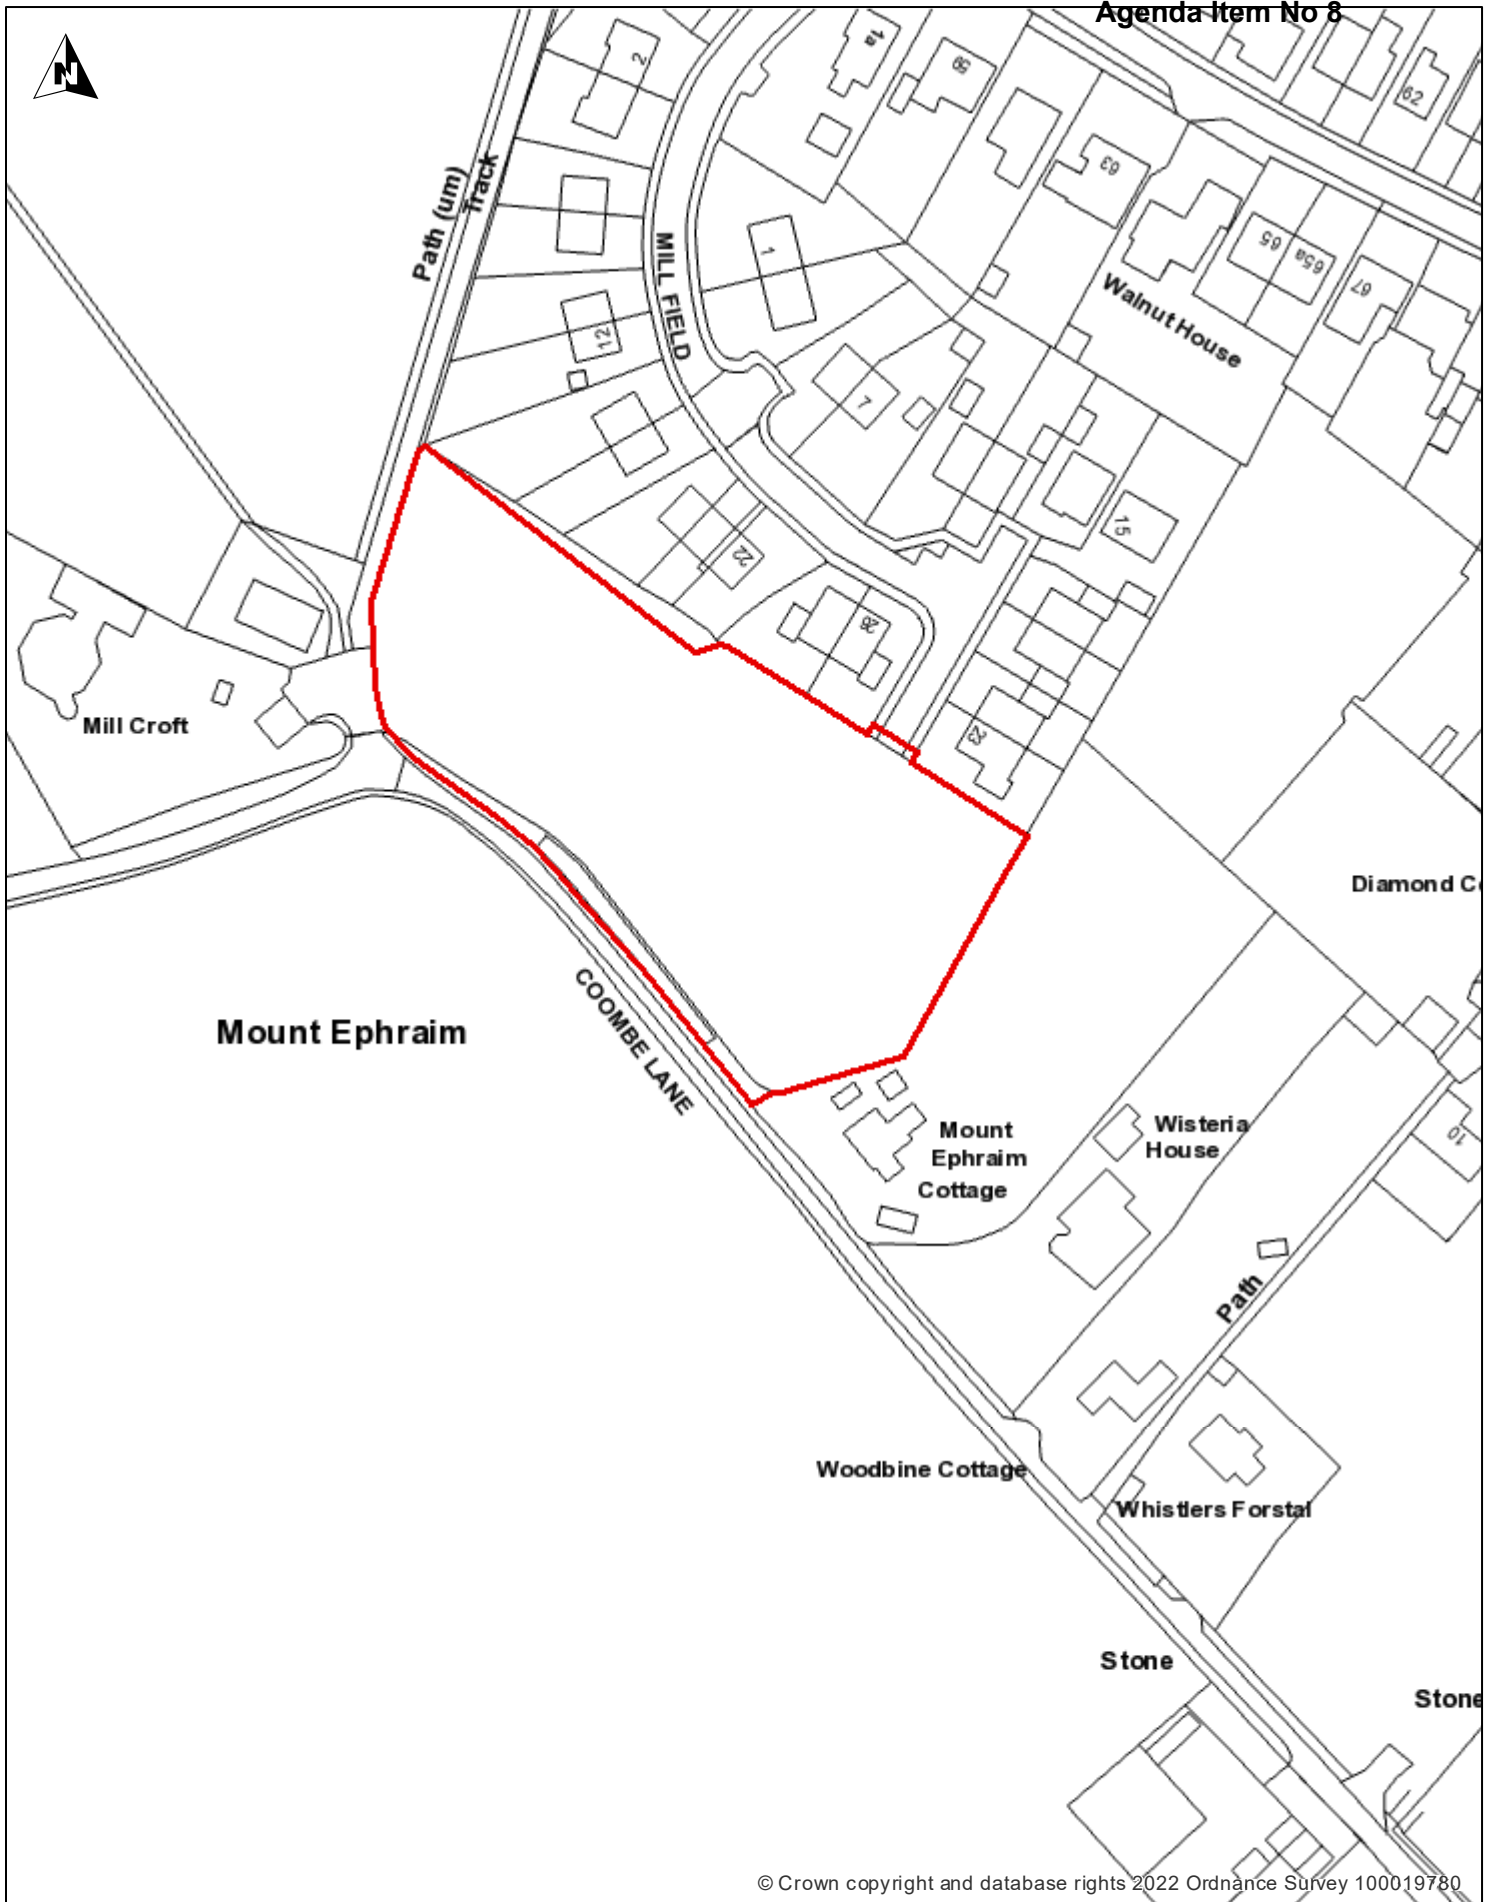 Agenda Item No 8
N
1a
59
2
62
63
Path (um)
Track
65
65a
67
MILL FIELD
1
Walnut House
12
7
15
22
26
Mill Croft
23
Diamond C
Mount Ephraim
COOMBE LANE
Mount
Ephraim
Cottage
Wisteria
House
10
Path
Woodbine Cottage
Whistlers Forstal
Stone
Stone
© Crown copyright and database rights 2022 Ordnance Survey 100019780